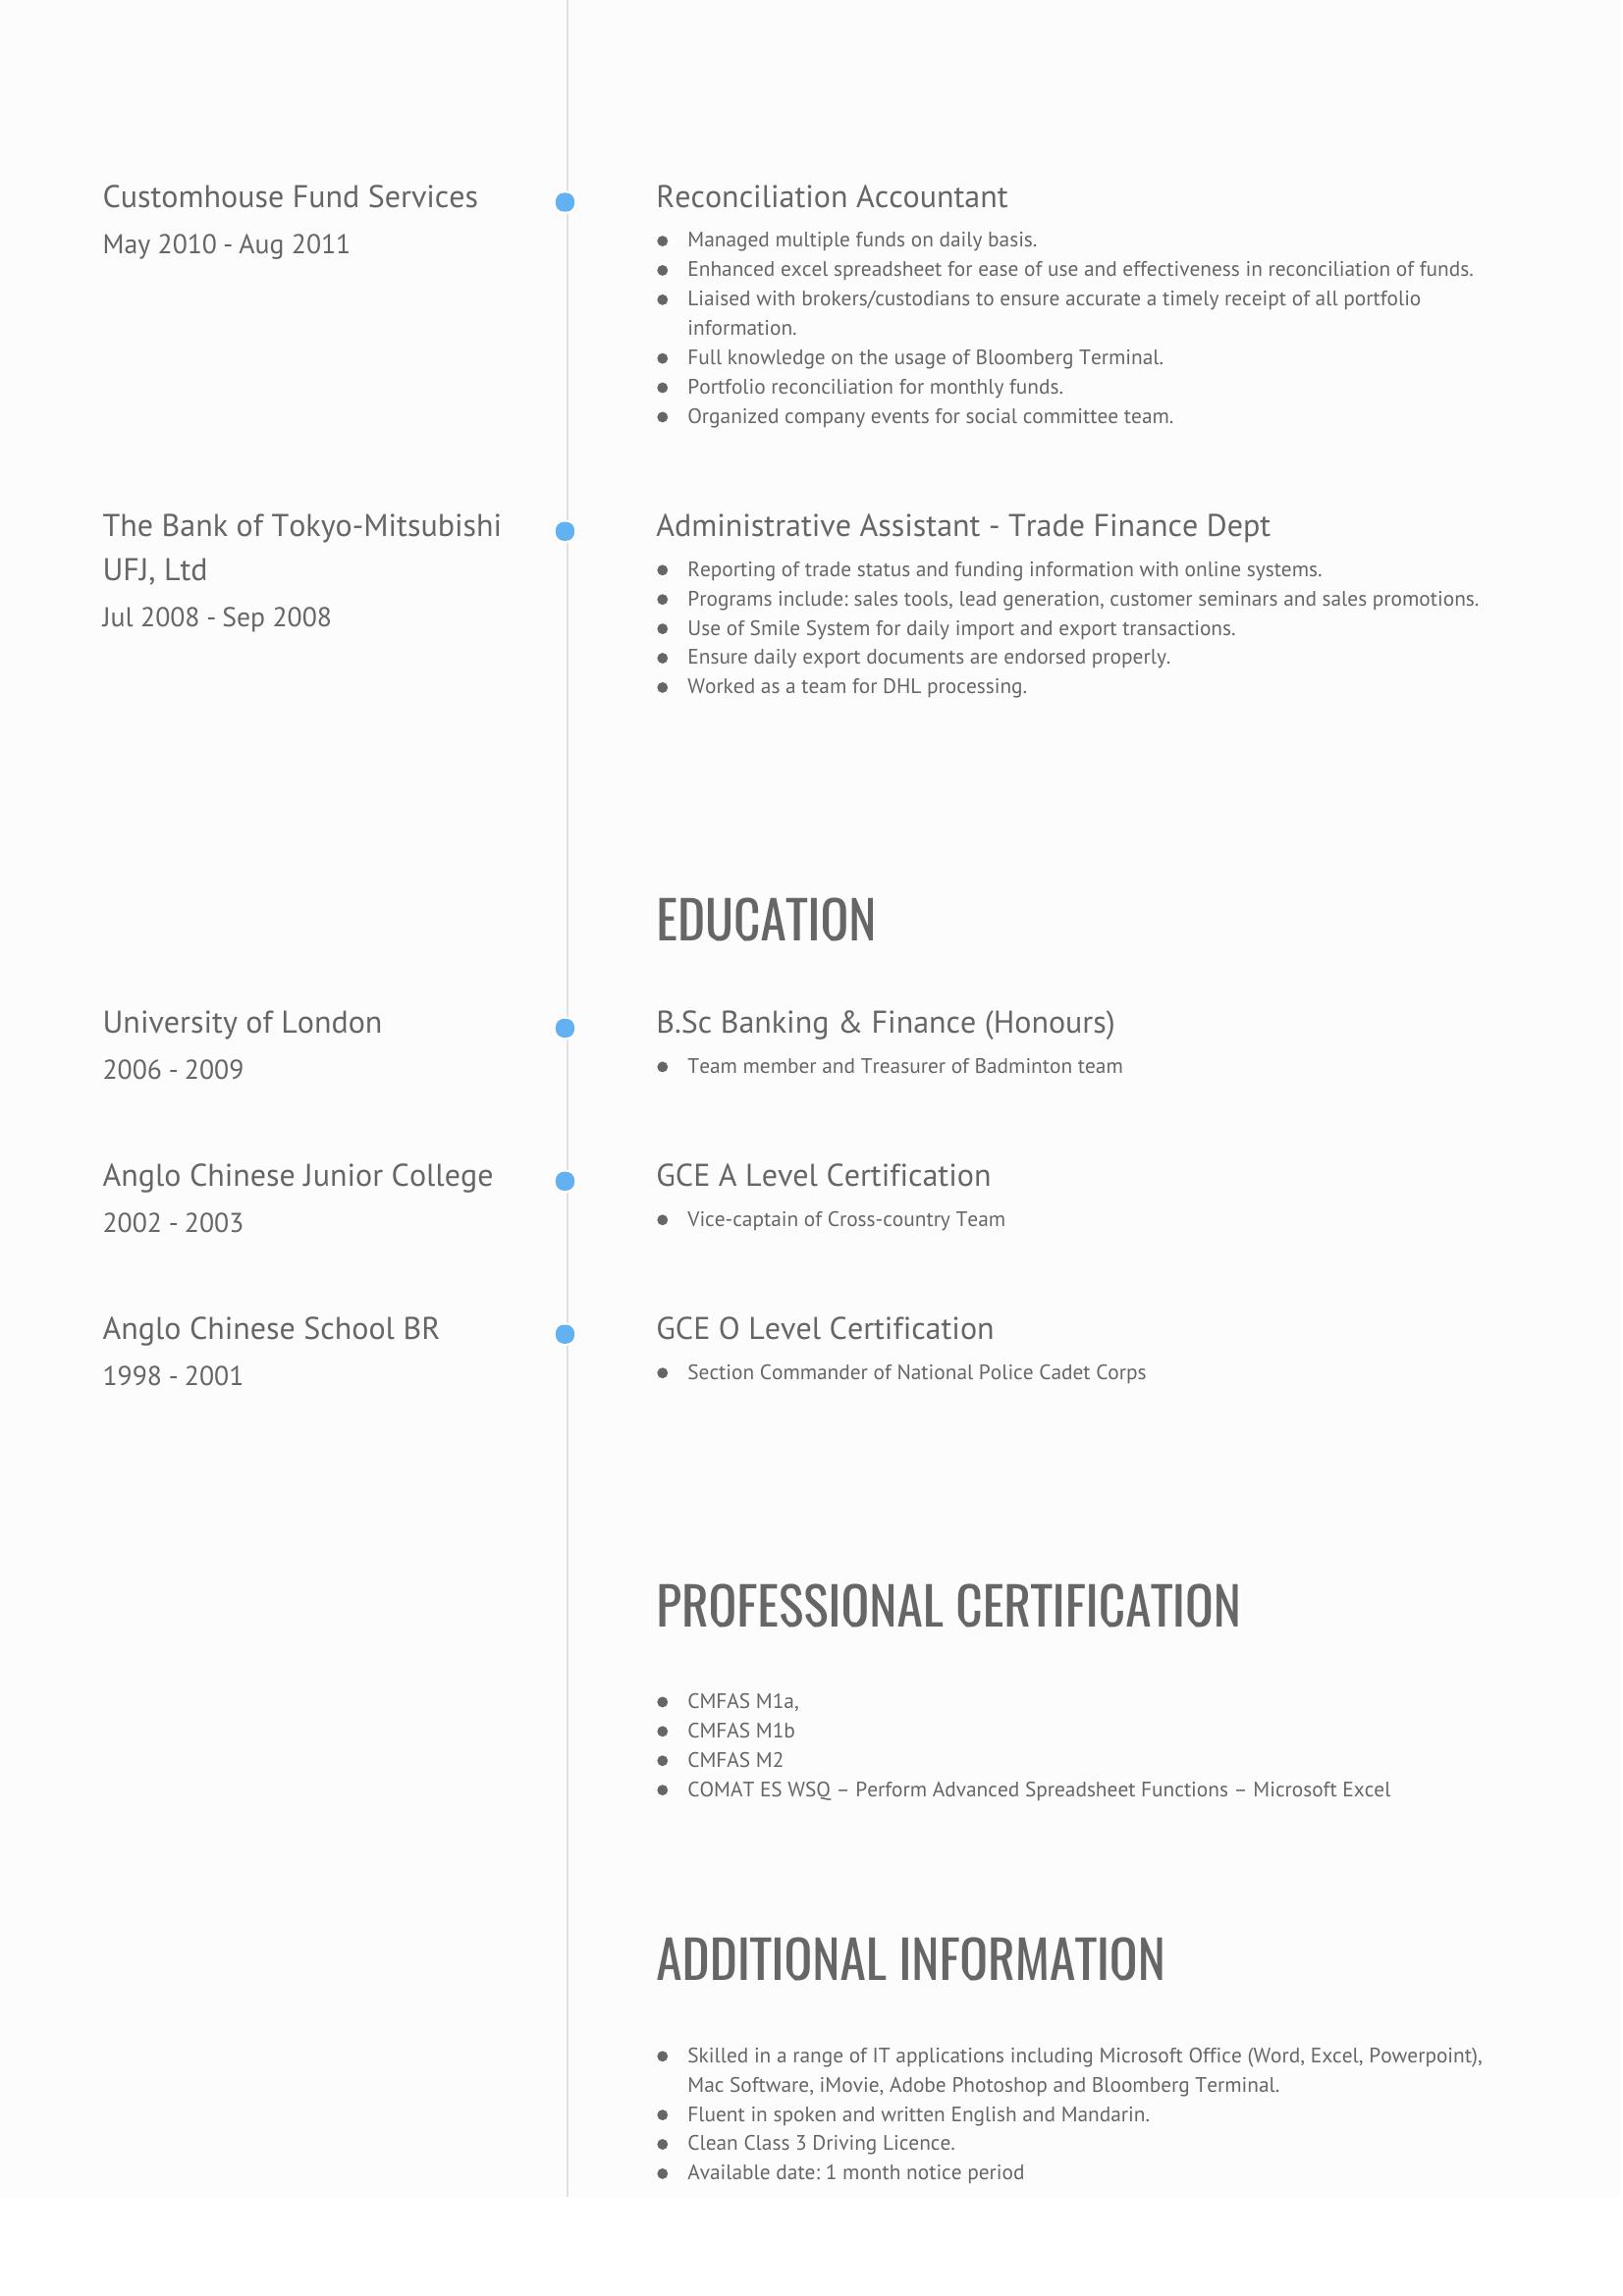 Customhouse Fund Services
May 2010 - Aug 2011
Reconciliation Accountant
● Managed multiple funds on daily basis.
● Enhanced excel spreadsheet for ease of use and effectiveness in reconciliation of funds.
● Liaised with brokers/custodians to ensure accurate a timely receipt of all portfolio
information.
● Full knowledge on the usage of Bloomberg Terminal.
● Portfolio reconciliation for monthly funds.
● Organized company events for social committee team.
The Bank of Tokyo-Mitsubishi
UFJ, Ltd
Jul 2008 - Sep 2008
Administrative Assistant - Trade Finance Dept
● Reporting of trade status and funding information with online systems.
● Programs include: sales tools, lead generation, customer seminars and sales promotions.
● Use of Smile System for daily import and export transactions.
● Ensure daily export documents are endorsed properly.
● Worked as a team for DHL processing.
EDUCATION
University of London
2006 - 2009
B.Sc Banking & Finance (Honours)
● Team member and Treasurer of Badminton team
Anglo Chinese Junior College
2002 - 2003
GCE A Level Certification
● Vice-captain of Cross-country Team
Anglo Chinese School BR
1998 - 2001
GCE O Level Certification
● Section Commander of National Police Cadet Corps
PROFESSIONAL CERTIFICATION
● CMFAS M1a,
● CMFAS M1b
● CMFAS M2
● COMAT ES WSQ – Perform Advanced Spreadsheet Functions – Microsoft Excel
ADDITIONAL INFORMATION
● Skilled in a range of IT applications including Microsoft Office (Word, Excel, Powerpoint),
Mac Software, iMovie, Adobe Photoshop and Bloomberg Terminal.
● Fluent in spoken and written English and Mandarin.
● Clean Class 3 Driving Licence.
● Available date: 1 month notice period